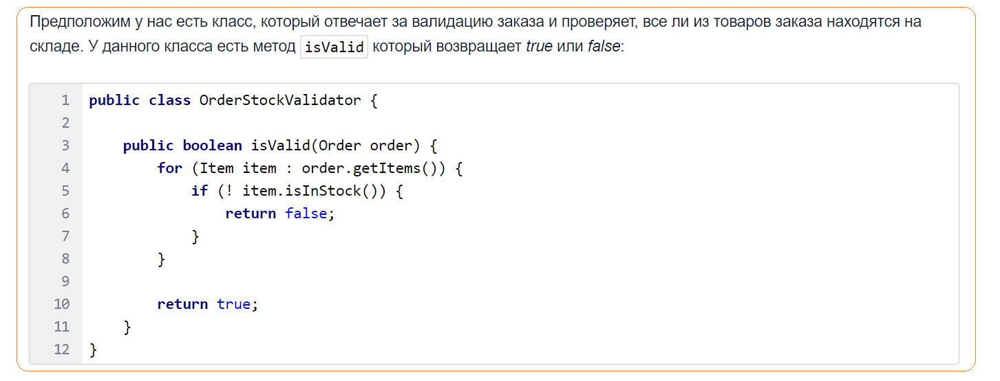 Предположим у нас есть класс, который отвечает за валидацию заказа и проверяет, все ли из товаров заказа находятся на
складе. У данного класса есть метод isValid который возвращает true или false:
1 public class OrderStockValidator {
2
3     public boolean isValid(Order order) {
4         for (Item item : order.getItems()) {
5             if (! item.isInStock()) {
6                 return false;
7             }
8         }
9
10         return true;
11     }
12 }